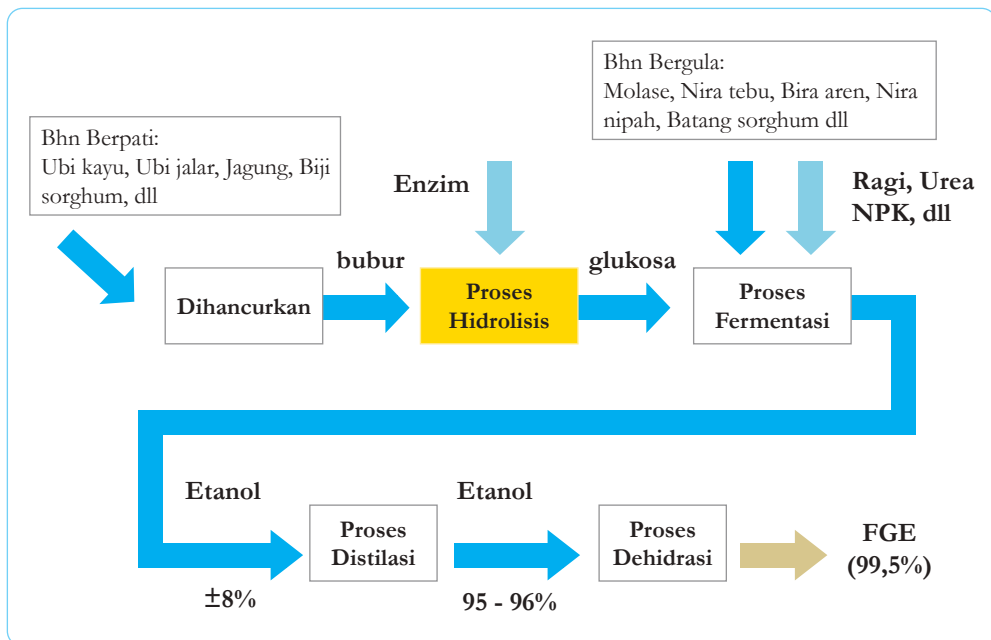 Bhn Bergula:
Molase, Nira tebu, Bira aren, Nira
nipah, Batang sorghum dll
Bhn Berpati:
Ubi kayu, Ubi jalar, Jagung, Biji
sorghum, dll
Enzim
Ragi, Urea
NPK, dll
bubur
glukosa
Dihancurkan
Proses
Hidrolisis
Proses
Fermentasi
Etanol
Etanol
Proses
Distilasi
Proses
Dehidrasi
FGE
(99,5%)
±8%
95 - 96%